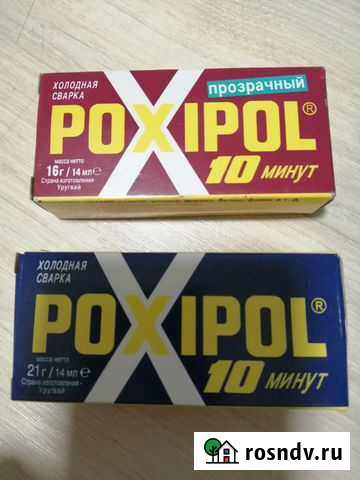 прозрачный
ХОЛОДНАЯ
СВАРКА
POXIPOL®
масса нетто
16г / 14 мл ℮
Страна изготовления
Уругвай
10 минут
ХОЛОДНАЯ
СВАРКА
POXIPOL®
масса нетто
21 г / 14 мл ℮
Страна изготовления -
Уругвай
10 минут
rosndv.ru